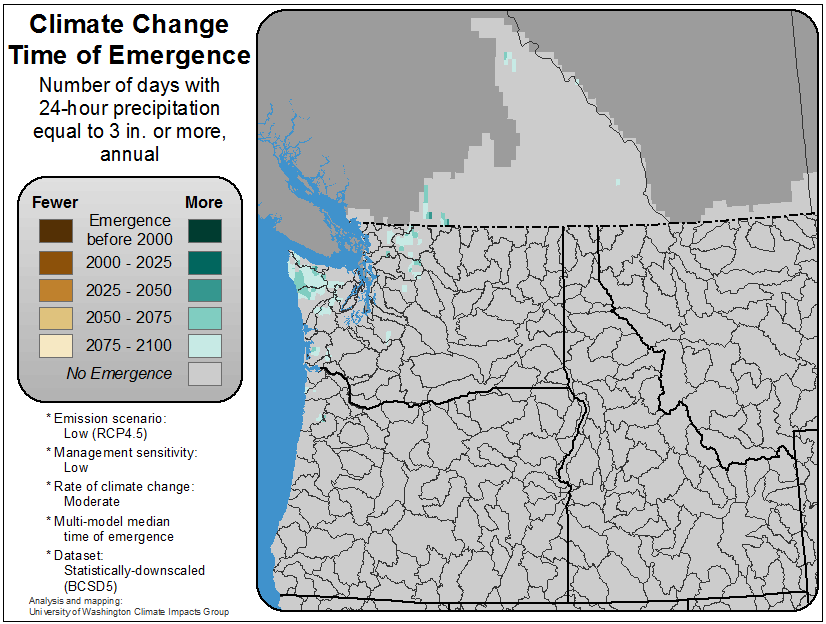 Climate Change
Time of Emergence
Number of days with
24-hour precipitation
equal to 3 in. or more,
annual
Fewer More
Emergence
before 2000
2000 - 2025
2025 - 2050
2050 - 2075
2075 - 2100
No Emergence
* Emission scenario:
Low (RCP4.5)
* Management sensitivity:
Low
* Rate of climate change:
Moderate
* Multi-model median
time of emergence
* Dataset:
Statistically-downscaled
(BCSD5)
Analysis and mapping:
University of Washington Climate Impacts Group